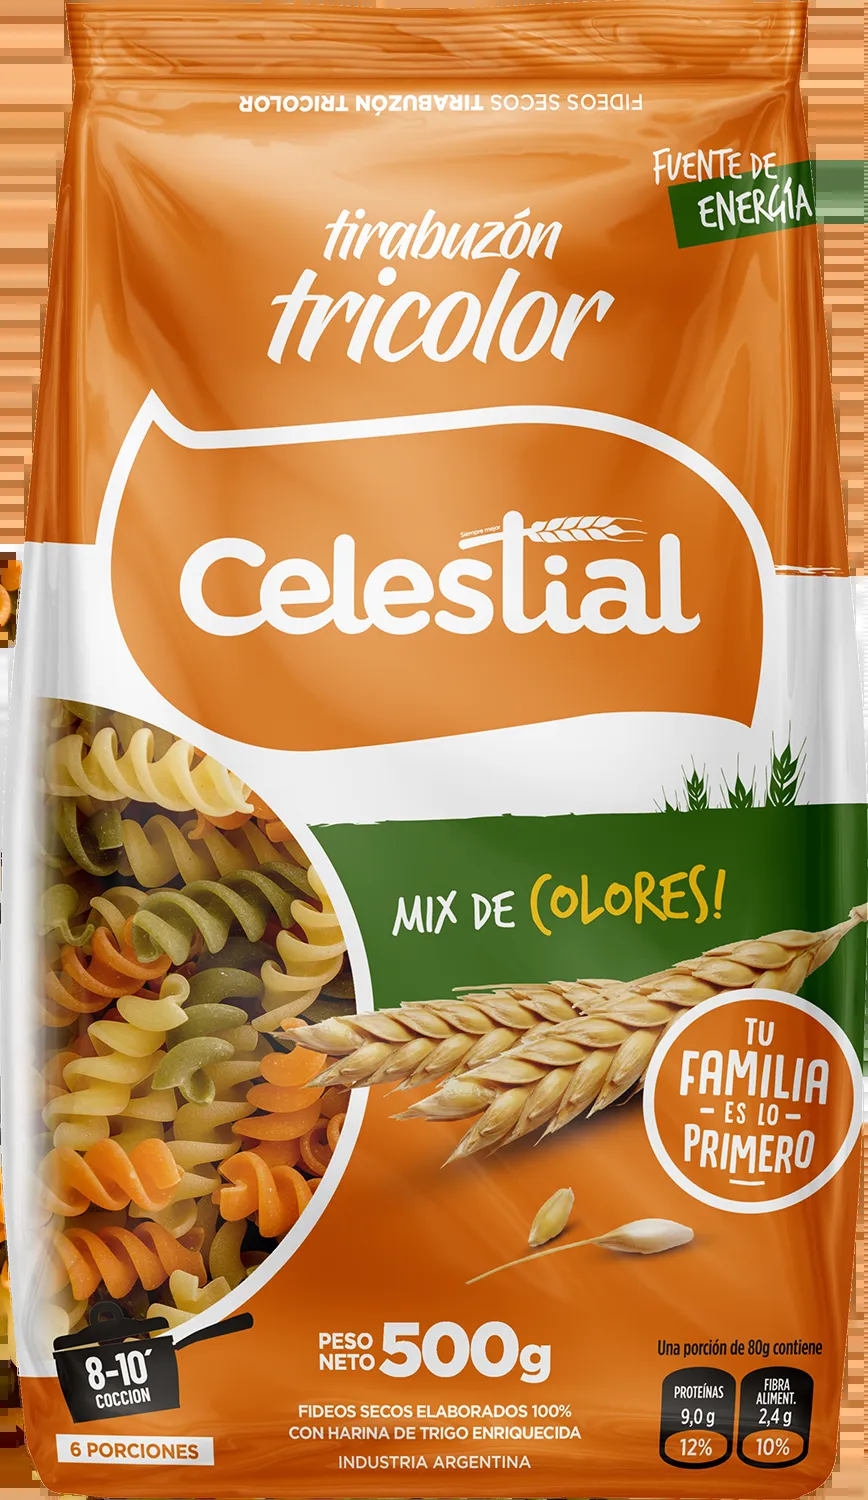 FIDEOS SECOS TIRABUZÓN TRICOLOR
FUENTE DE
ENERGÍA
tirabuzón
tricolor
Siempre mejor
Celestial
MIX DE COLORES!
TU
FAMILIA
- ES LO -
PRIMERO
8-10´
COCCION
6 PORCIONES
PESO
NETO 500g
FIDEOS SECOS ELABORADOS 100%
CON HARINA DE TRIGO ENRIQUECIDA
INDUSTRIA ARGENTINA
Una porción de 80g contiene
PROTEÍNAS
9,0 g
12%
FIBRA
ALIMENT.
2,4 g
10%